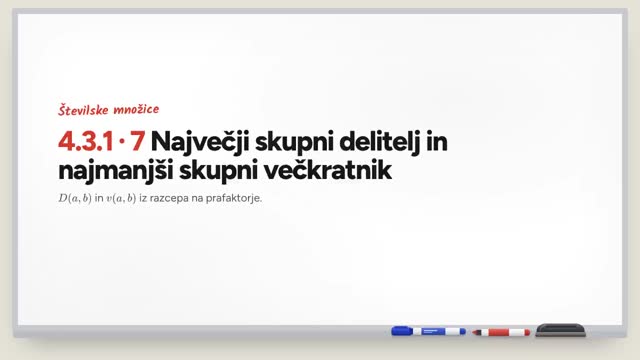 Številske množice
4.3.1 · 7 Največji skupni delitelj in
najmanjši skupni večkratnik
D(a, b) in v(a, b) iz razcepa na prafaktorje.